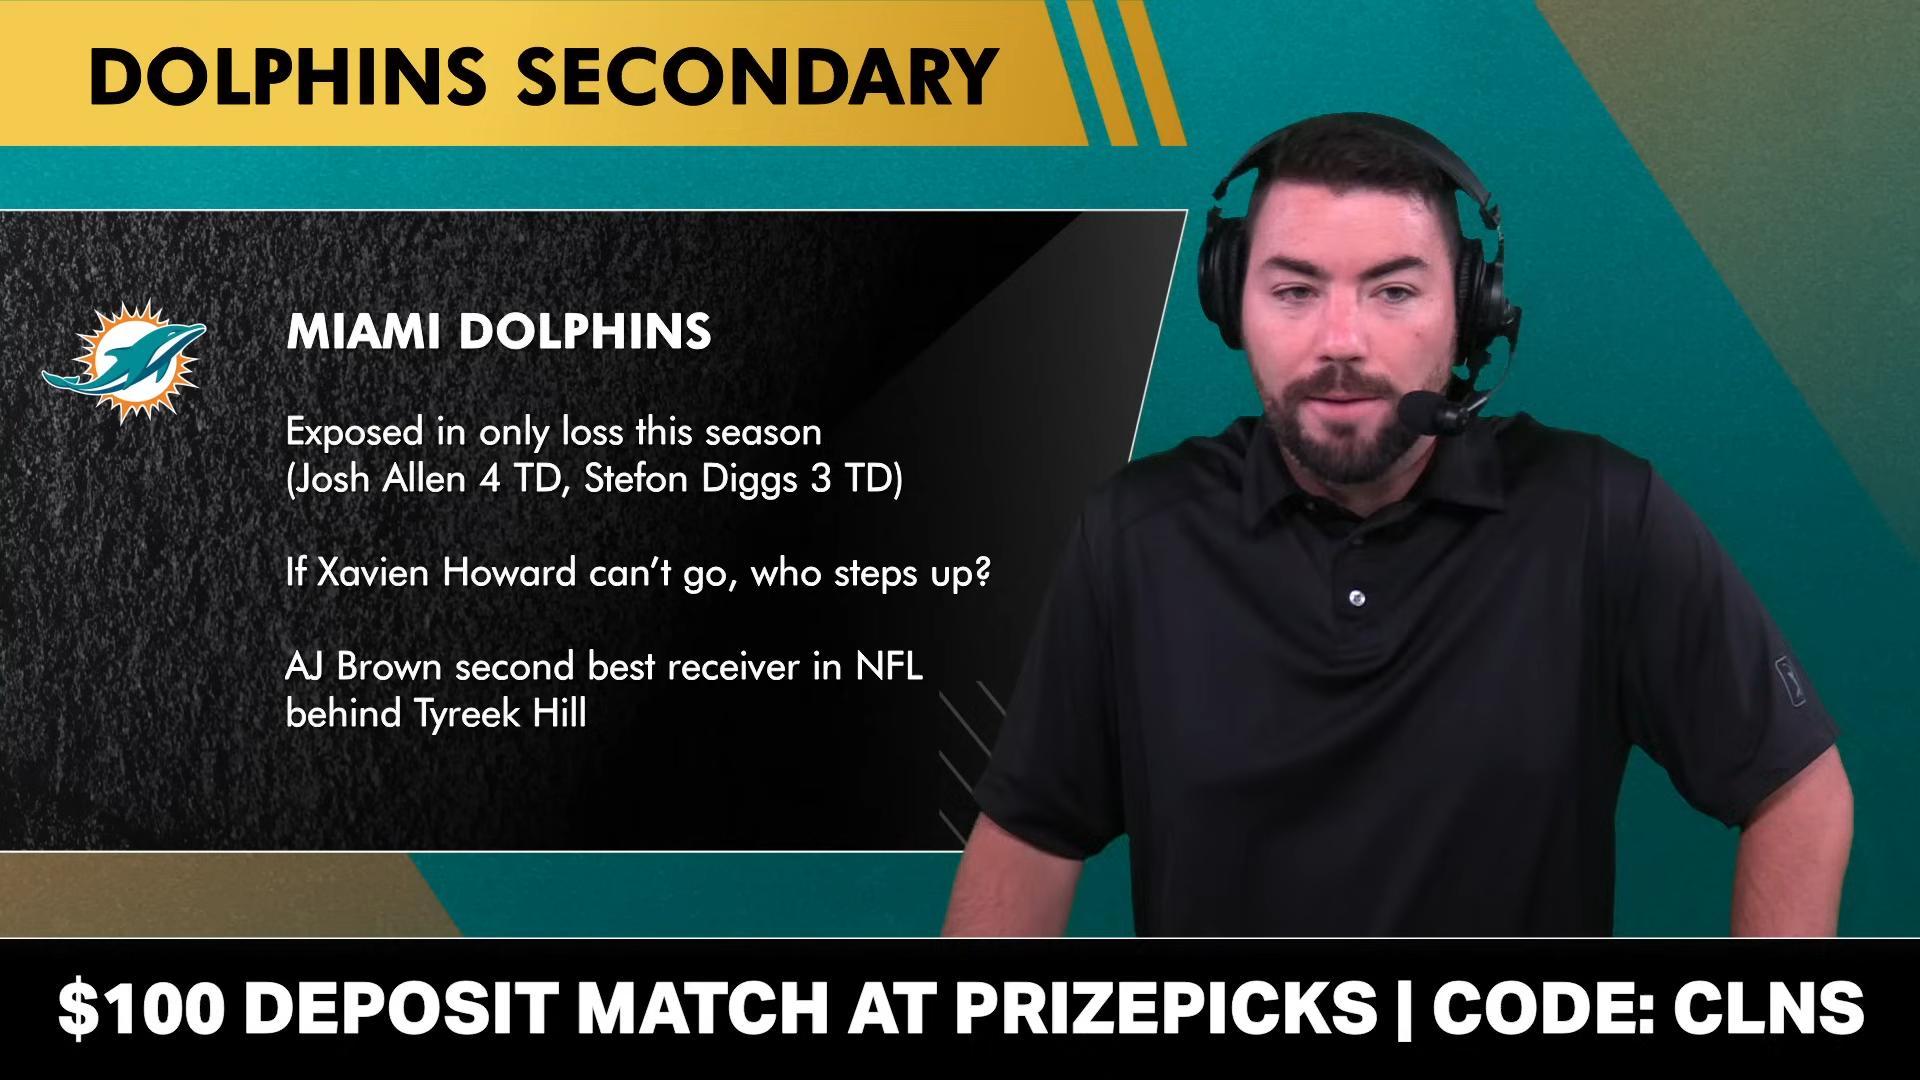 DOLPHINS SECONDARY
MIAMI DOLPHINS
Exposed in only loss this season
(Josh Allen 4 TD, Stefon Diggs 3 TD)
If Xavien Howard can't go, who steps up?
AJ Brown second best receiver in NFL
behind Tyreek Hill
$100 DEPOSIT MATCH AT PRIZEPICKS | CODE: CLNS